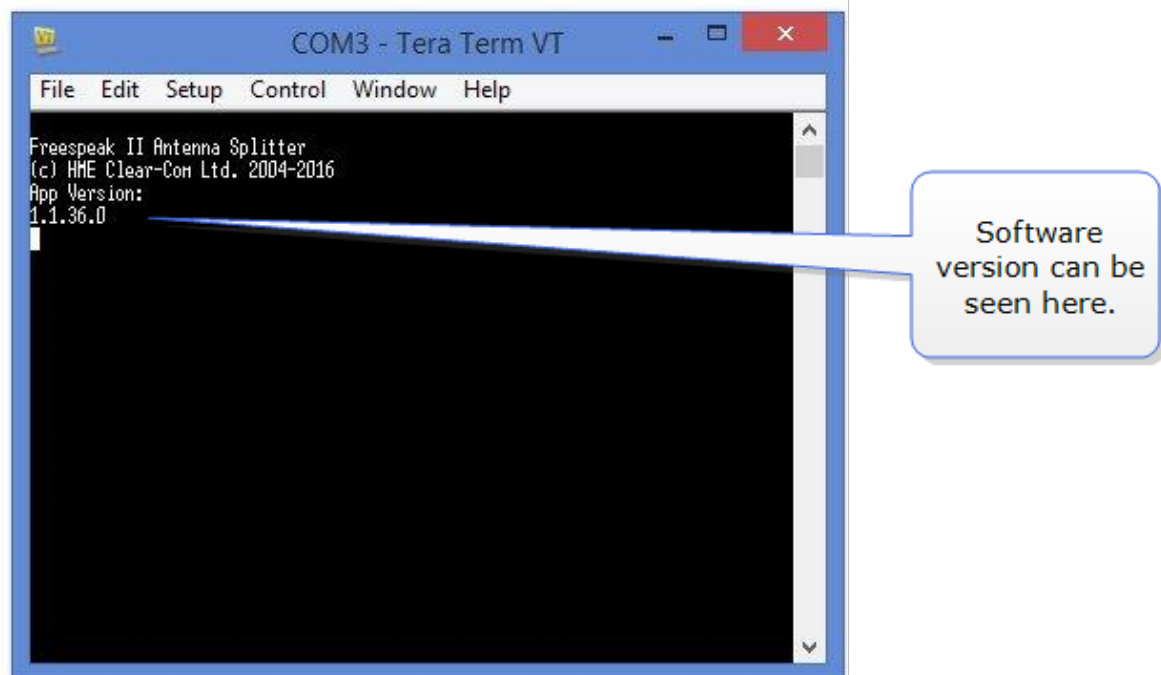 COM3 - Tera Term VT
File Edit Setup Control Window Help
Freespeak II Antenna Splitter
(c) HME Clear-Com Ltd. 2004-2016
App Version:
1.1.36.0
Software
version can be
seen here.